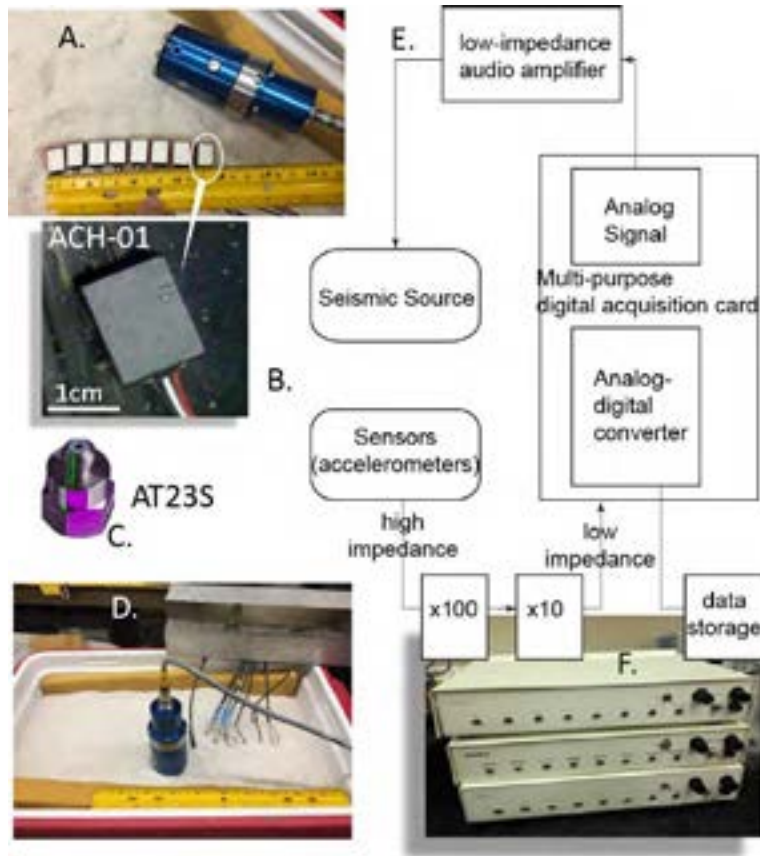 A.
E.
low-impedance
audio amplifier
Analog
Signal
ACH-01
Seismic Source
Multi-purpose
digital acquisition card
1cm
B.
Analog-
digital
converter
Sensors
(accelerometers)
AT23S
C.
high
impedance
low
impedance
D.
x100
x10
data
storage
F.